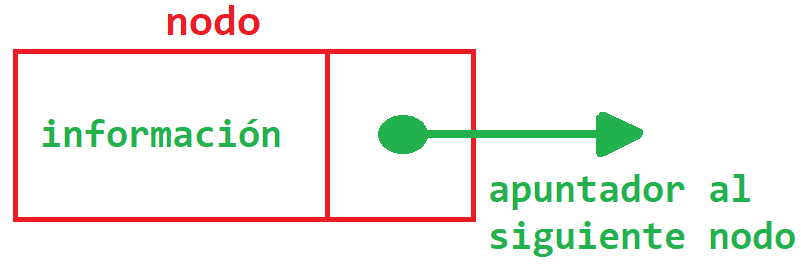 nodo
información
apuntador al
siguiente nodo